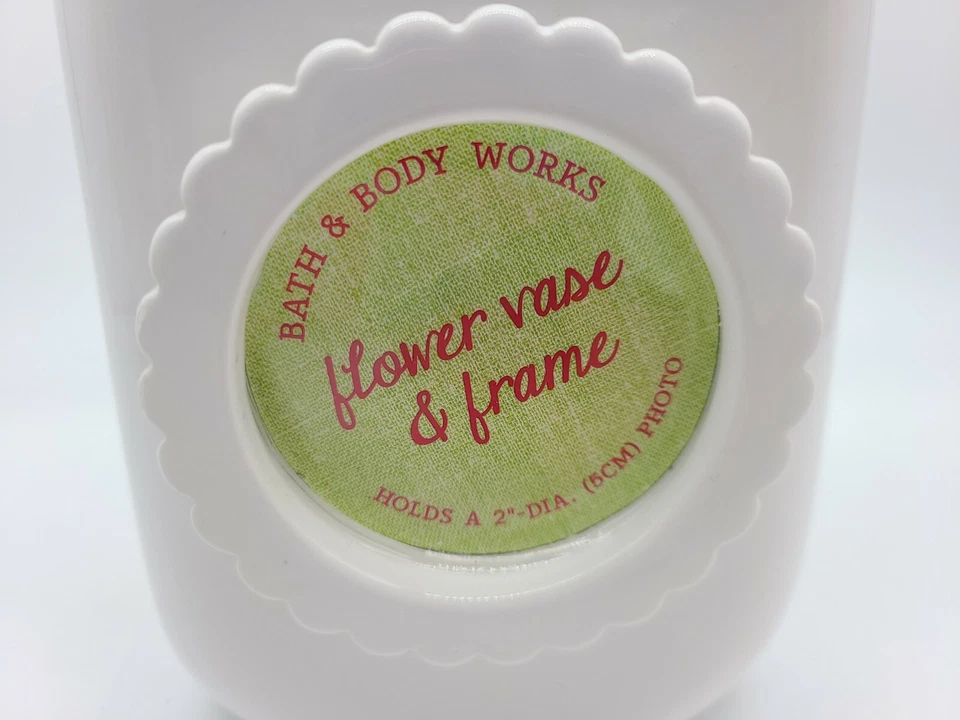 BATH & BODY WORKS
flower vase
& frame
HOLDS A 2"-DIA. (5CM) PHOTO